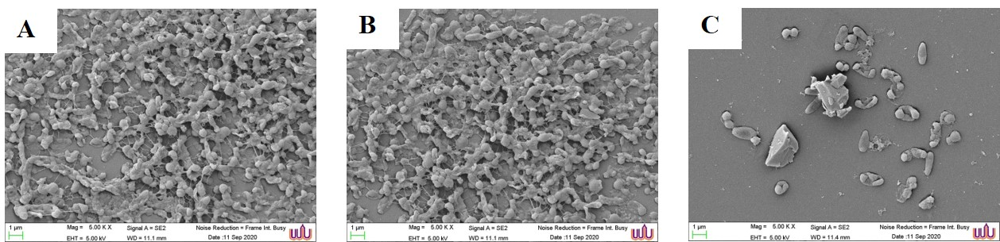 A
B
C
1 µm
Mag = 5.00 K X
Signal A = SE2
Noise Reduction = Frame Int. Busy
EHT = 5.00 kV
WD = 11.1 mm
Date :11 Sep 2020
1 µm
Mag = 5.00 K X
Signal A = SE2
Noise Reduction = Frame Int. Busy
EHT = 5.00 kV
WD = 11.1 mm
Date :11 Sep 2020
1 µm
Mag = 5.00 K X
Signal A = SE2
Noise Reduction = Frame Int. Busy
EHT = 5.00 kV
WD = 11.4 mm
Date :11 Sep 2020